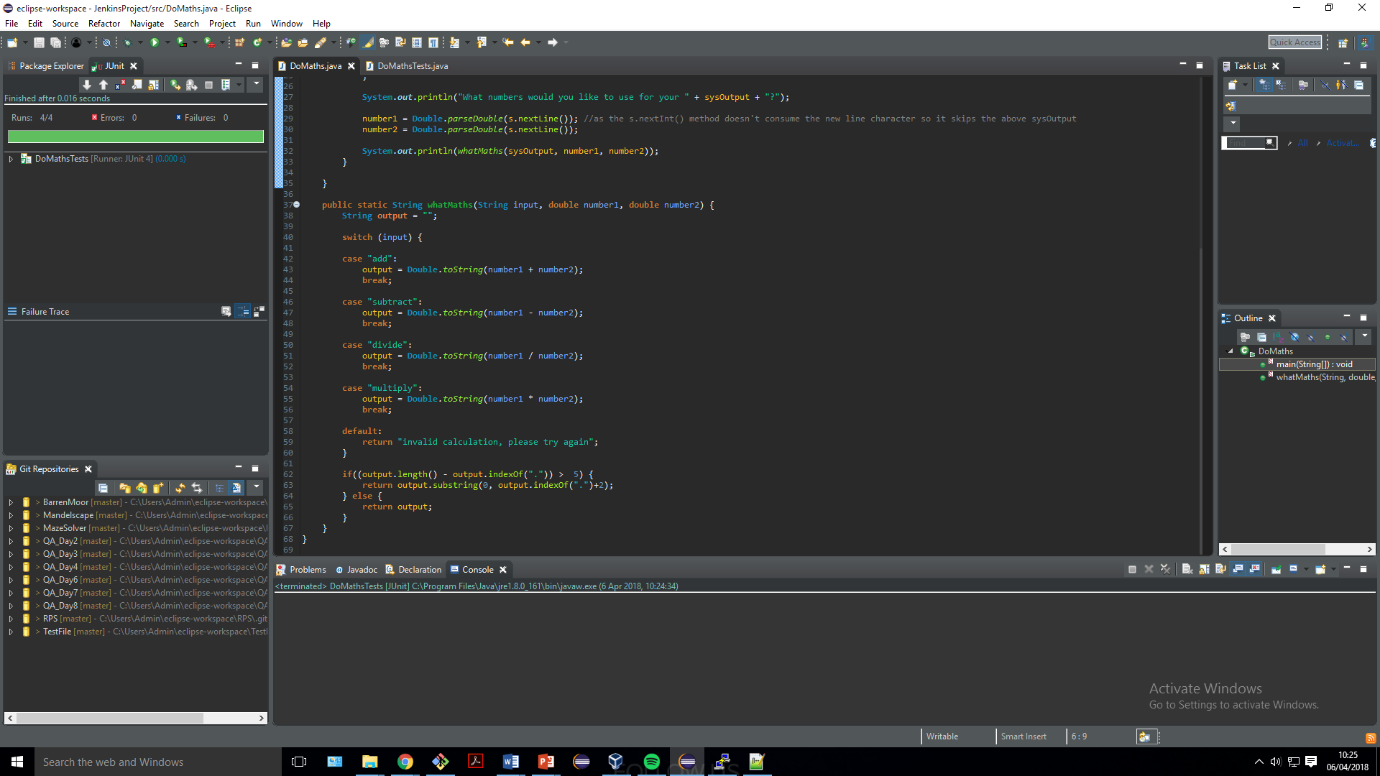 eclipse-workspace - JenkinsProject/src/DoMaths.java - Eclipse
File Edit Source Refactor Navigate Search Project Run Window Help
Quick Access
Package Explorer JUnit
Finished after 0.016 seconds
Runs: 4/4 Errors: 0 Failures: 0
DoMathsTests [Runner: JUnit 4] (0.000 s)
Failure Trace
Git Repositories
> BarrenMoor [master] - C:\Users\Admin\eclipse-workspace\
> Mandelscape [master] - C:\Users\Admin\eclipse-workspace
> MazeSolver [master] - C:\Users\Admin\eclipse-workspace\
> QA_Day2 [master] - C:\Users\Admin\eclipse-workspace\QA
> QA_Day3 [master] - C:\Users\Admin\eclipse-workspace\QA
> QA_Day4 [master] - C:\Users\Admin\eclipse-workspace\QA
> QA_Day6 [master] - C:\Users\Admin\eclipse-workspace\QA
> QA_Day7 [master] - C:\Users\Admin\eclipse-workspace\QA
> QA_Day8 [master] - C:\Users\Admin\eclipse-workspace\QA
> RPS [master] - C:\Users\Admin\eclipse-workspace\RPS\.git
> TestFile [master] - C:\Users\Admin\eclipse-workspace\Test
DoMaths.java DoMathsTests.java
26
27 System.out.println("What numbers would you like to use for your " + sysOutput + "?");
28
29 number1 = Double.parseDouble(s.nextLine()); //as the s.nextInt() method doesn't consume the new line character so it skips the above sysOutput
30 number2 = Double.parseDouble(s.nextLine());
31
32 System.out.println(whatMaths(sysOutput, number1, number2));
33 }
34
35 }
36
37 public static String whatMaths(String input, double number1, double number2) {
38 String output = "";
39
40 switch (input) {
41
42 case "add":
43 output = Double.toString(number1 + number2);
44 break;
45
46 case "subtract":
47 output = Double.toString(number1 - number2);
48 break;
49
50 case "divide":
51 output = Double.toString(number1 / number2);
52 break;
53
54 case "multiply":
55 output = Double.toString(number1 * number2);
56 break;
57
58 default:
59 return "invalid calculation, please try again";
60 }
61
62 if((output.length() - output.indexOf(".")) > 5) {
63 return output.substring(0, output.indexOf(".")+2);
64 } else {
65 return output;
66 }
67 }
68 }
69
Problems Javadoc Declaration Console
<terminated> DoMathsTests [JUnit] C:\Program Files\Java\jre1.8.0_161\bin\javaw.exe (6 Apr 2018, 10:24:34)
Task List
All Activat...
Outline
DoMaths
main(String[]) : void
whatMaths(String, double,
Activate Windows
Go to Settings to activate Windows.
Writable Smart Insert 6 : 9
Search the web and Windows
10:25
06/04/2018